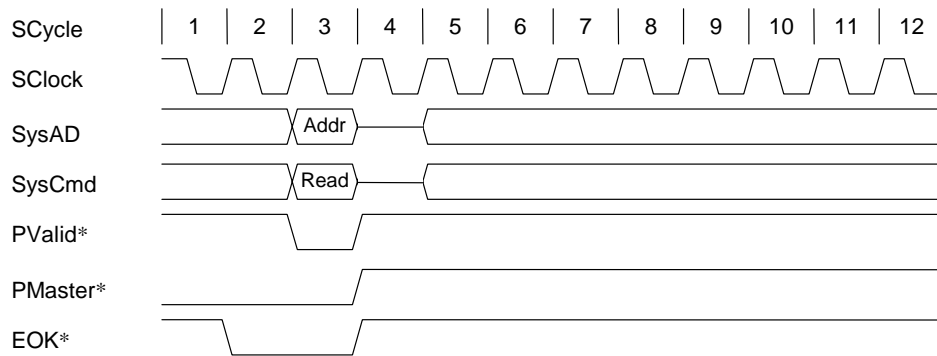 SCycle 1 2 3 4 5 6 7 8 9 10 11 12
SClock
SysAD Addr
SysCmd Read
PValid*
PMaster*
EOK*